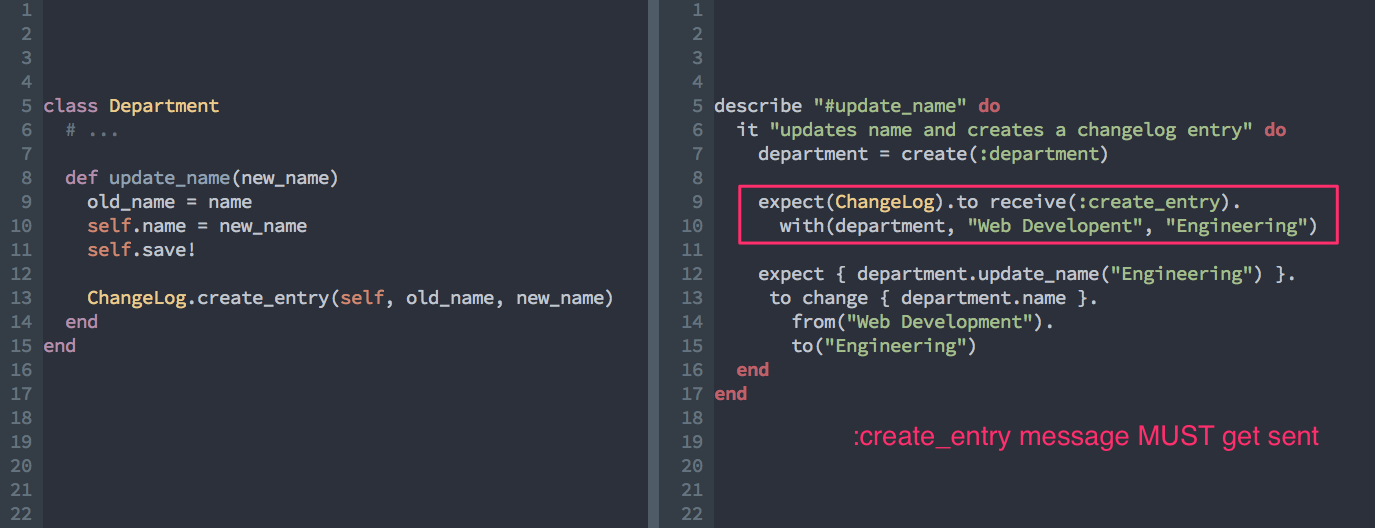 1
2
3
4
5 class Department
6   # ...
7
8   def update_name(new_name)
9     old_name = name
10     self.name = new_name
11     self.save!
12
13     ChangeLog.create_entry(self, old_name, new_name)
14   end
15 end
16
17
18
19
20
21
22
1
2
3
4
5 describe "#update_name" do
6   it "updates name and creates a changelog entry" do
7     department = create(:department)
8
9     expect(ChangeLog).to receive(:create_entry).
10       with(department, "Web Developent", "Engineering")
11
12     expect { department.update_name("Engineering") }.
13      to change { department.name }.
14        from("Web Development").
15        to("Engineering")
16   end
17 end
18
19 :create_entry message MUST get sent
20
21
22